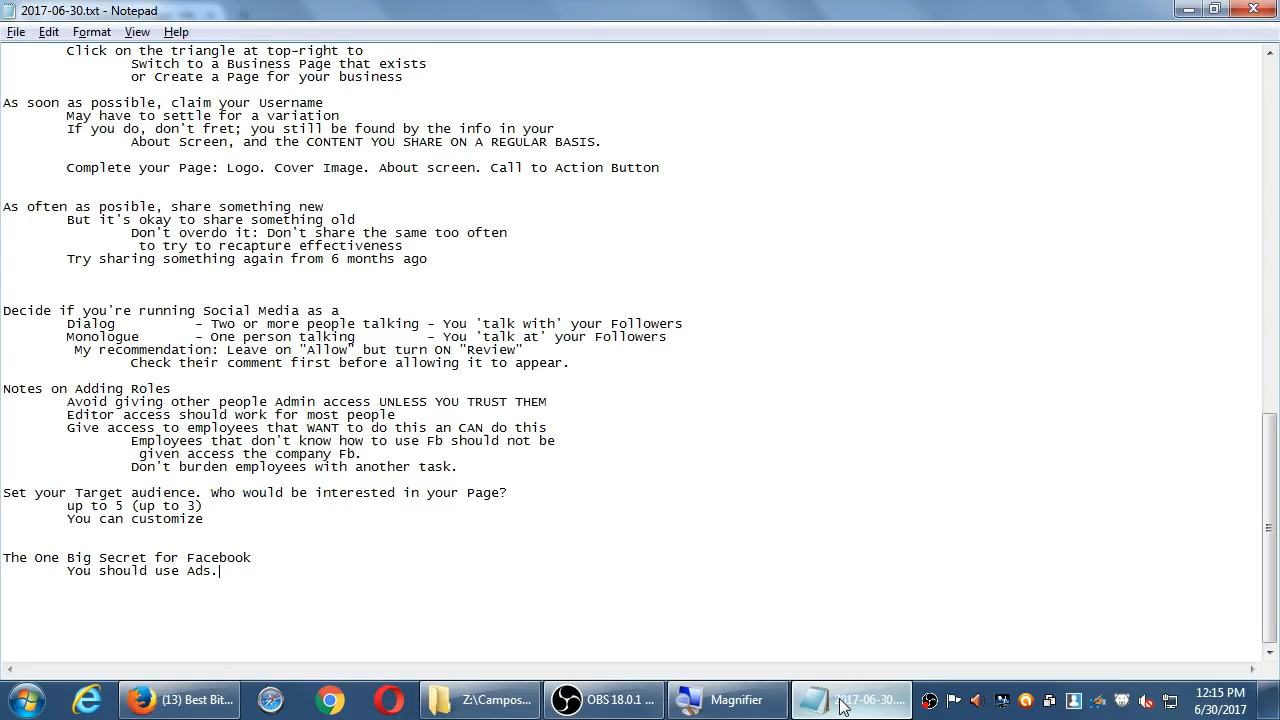 2017-06-30.txt - Notepad
File Edit Format View Help
Click on the triangle at top-right to
Switch to a Business Page that exists
or Create a Page for your business
As soon as possible, claim your Username
May have to settle for a variation
If you do, don't fret; you still be found by the info in your
About Screen, and the CONTENT YOU SHARE ON A REGULAR BASIS.
Complete your Page: Logo. Cover Image. About screen. Call to Action Button
As often as posible, share something new
But it's okay to share something old
Don't overdo it: Don't share the same too often
to try to recapture effectiveness
Try sharing something again from 6 months ago
Decide if you're running Social Media as a
Dialog - Two or more people talking - You 'talk with' your Followers
Monologue - One person talking - You 'talk at' your Followers
My recommendation: Leave on "Allow" but turn ON "Review"
Check their comment first before allowing it to appear.
Notes on Adding Roles
Avoid giving other people Admin access UNLESS YOU TRUST THEM
Editor access should work for most people
Give access to employees that WANT to do this an CAN do this
Employees that don't know how to use Fb should not be
given access the company Fb.
Don't burden employees with another task.
Set your Target audience. Who would be interested in your Page?
up to 5 (up to 3)
You can customize
The One Big Secret for Facebook
You should use Ads.
(13) Best Bit... Z:\Campos... OBS 18.0.1 ... Magnifier 2017-06-30....
12:15 PM
6/30/2017